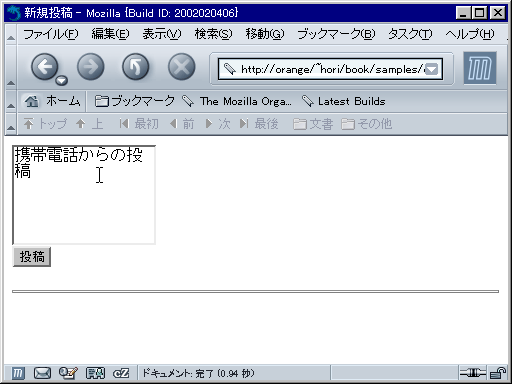 新規投稿 - Mozilla {Build ID: 2002020406}
ファイル(F) 編集(E) 表示(V) 検索(S) 移動(G) ブックマーク(B) タスク(T) ヘルプ(H)
http://orange/~hori/book/samples/
ホーム ブックマーク The Mozilla Orga... Latest Builds
トップ 上 最初 前 次 最後 文書 その他
携帯電話からの投
稿
投稿
ドキュメント: 完了 (0.94 秒)